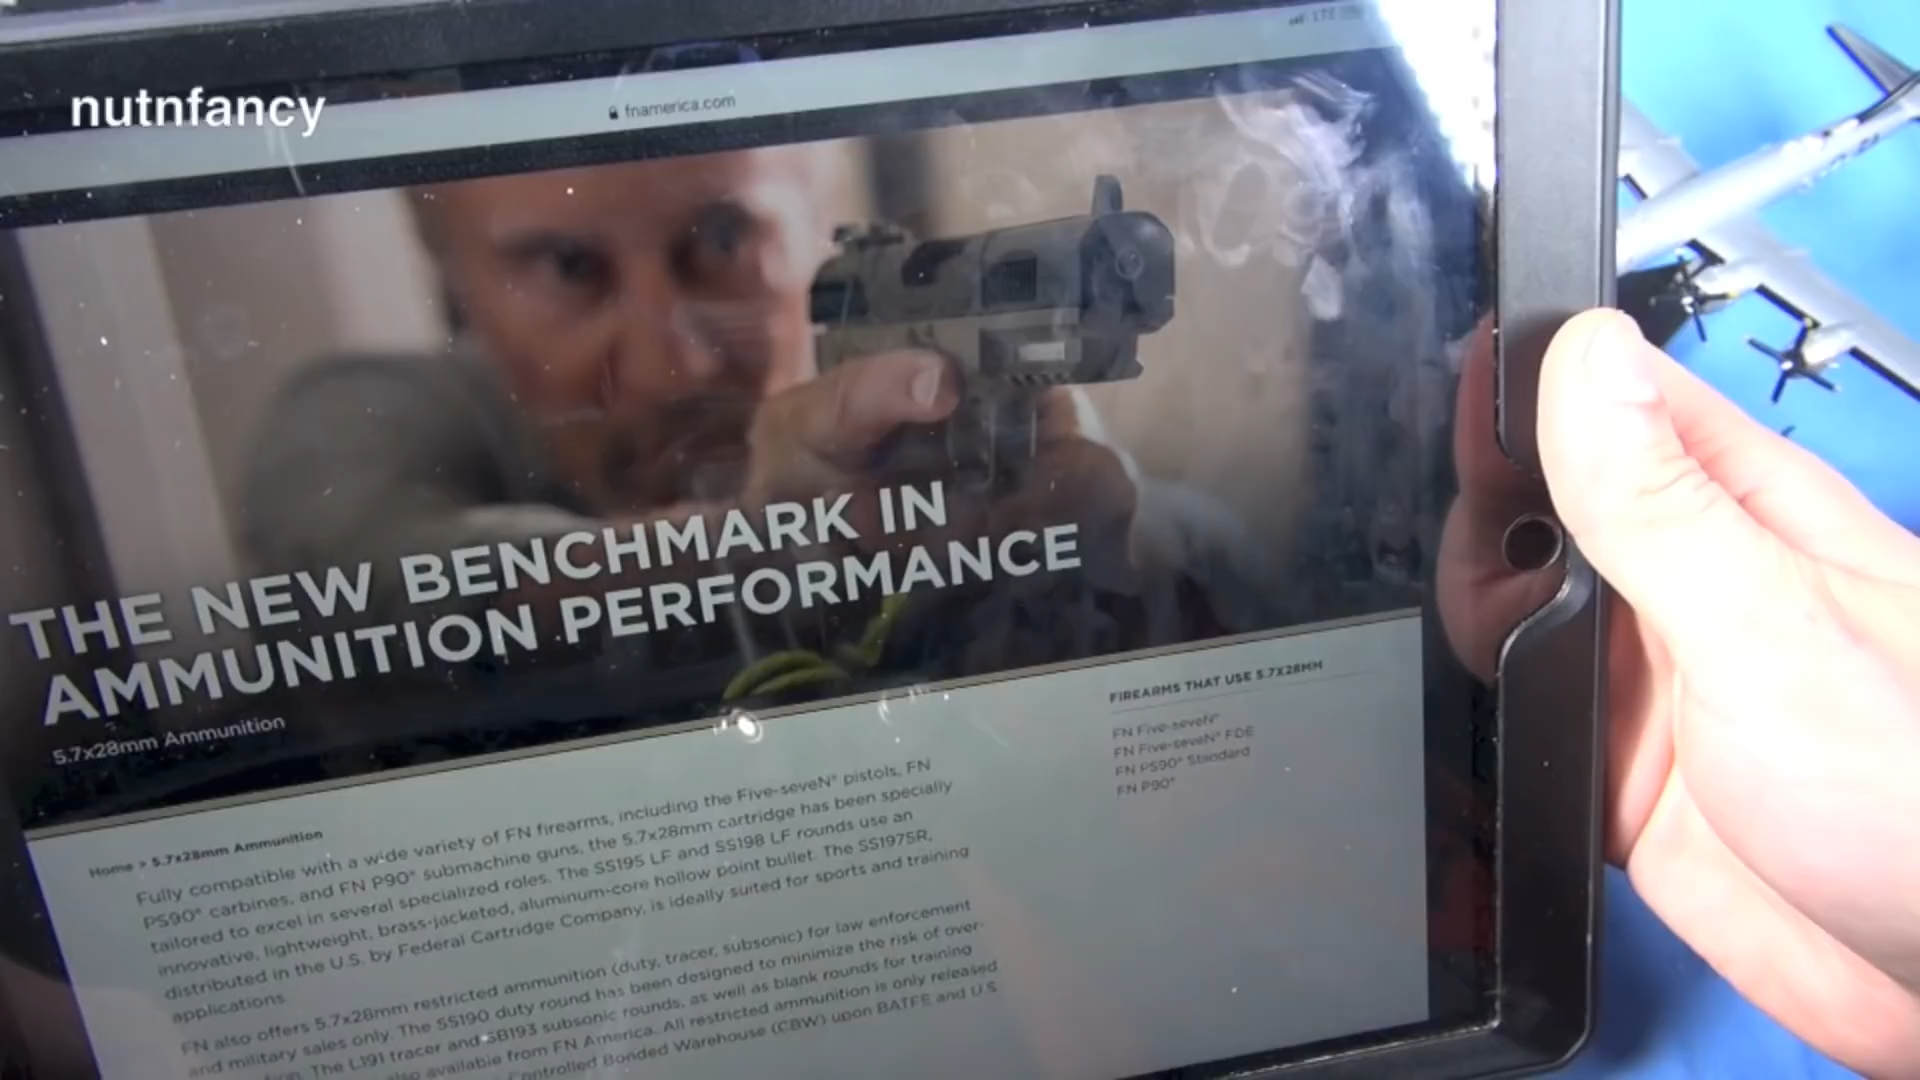 nutnfancy
LTE
fnamerica.com
THE NEW BENCHMARK IN
AMMUNITION PERFORMANCE
5.7x28mm Ammunition
Home > 5.7x28mm Ammunition
Fully compatible with a wide variety of FN firearms, including the Five-seveN® pistols, FN
PS90® carbines, and FN P90® submachine guns, the 5.7x28mm cartridge has been specially
tailored to excel in several specialized roles. The SS195 LF and SS198 LF rounds use an
innovative, lightweight, brass-jacketed, aluminum-core hollow point bullet. The SS197SR,
distributed in the U.S. by Federal Cartridge Company, is ideally suited for sports and training
applications.
FN also offers 5.7x28mm restricted ammunition (duty, tracer, subsonic) for law enforcement
and military sales only. The SS190 duty round has been designed to minimize the risk of over-
The L191 tracer and SB193 subsonic rounds, as well as blank rounds for training
also available from FN America. All restricted ammunition is only released
Controlled Bonded Warehouse (CBW) upon BATFE and U.S.
FIREARMS THAT USE 5.7X28MM
FN Five-seveN®
FN Five-seveN® FDE
FN PS90® Standard
FN P90®